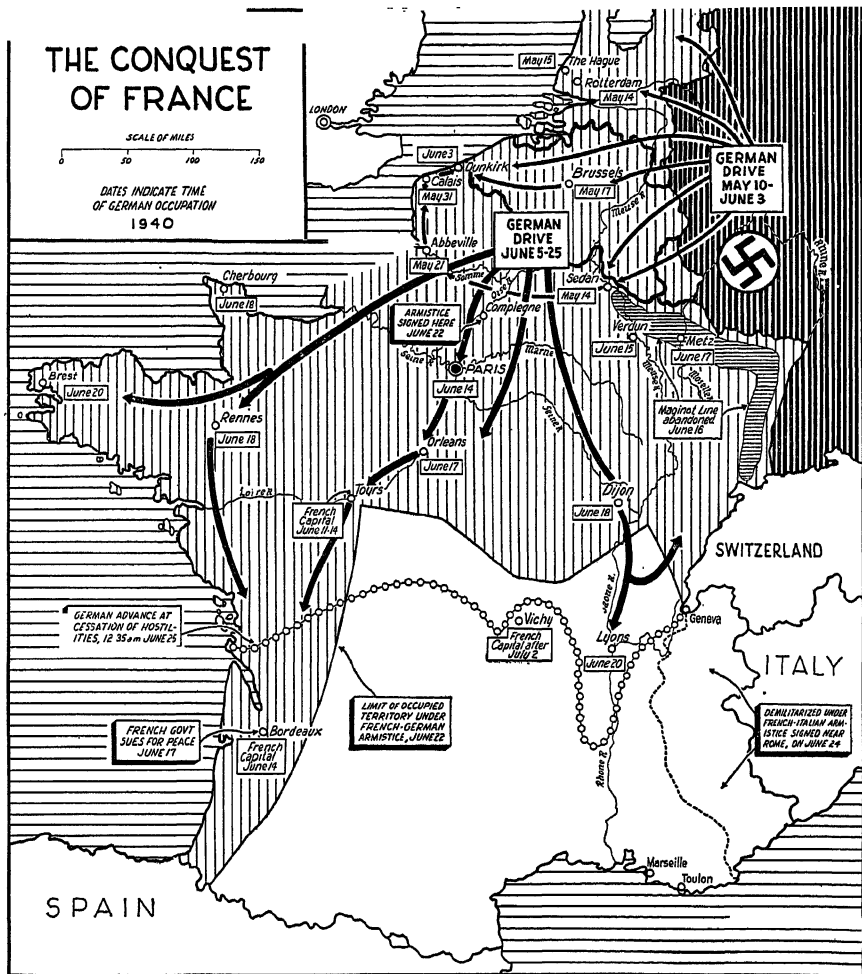 THE CONQUEST
OF FRANCE
SCALE OF MILES
0 50 100 150
DATES INDICATE TIME
OF GERMAN OCCUPATION
1940
LONDON
May 15
The Hague
Rotterdam
May 14
GERMAN
DRIVE
MAY 10-
JUNE 3
June 3
Dunkirk
Calais
May 31
Brussels
May 17
Meuse R.
Rhine R.
GERMAN
DRIVE
JUNE 5-25
Abbeville
May 21
Somme
Oise R.
Sedan
May 14
Cherbourg
June 18
ARMISTICE
SIGNED HERE
JUNE 22
Compiegne
Verdun
June 15
Metz
June 17
Meuse R.
Moselle R.
Seine R.
Marne
PARIS
June 14
Seine R.
Maginot Line
abandoned
June 16
Brest
June 20
Rennes
June 18
Orleans
June 17
Loire R.
Tours
French
Capital
June 11-14
Dijon
June 18
SWITZERLAND
Geneva
GERMAN ADVANCE AT
CESSATION OF HOSTIL-
ITIES, 12 35am JUNE 25
Vichy
French
Capital after
July 2
Lyons
June 20
ITALY
LIMIT OF OCCUPIED
TERRITORY UNDER
FRENCH-GERMAN
ARMISTICE, JUNE 22
DEMILITARIZED UNDER
FRENCH-ITALIAN ARM-
ISTICE SIGNED NEAR
ROME, ON JUNE 24
FRENCH GOVT
SUES FOR PEACE
JUNE 17
Bordeaux
French
Capital
June 14
Rhone R.
Marseille
Toulon
SPAIN